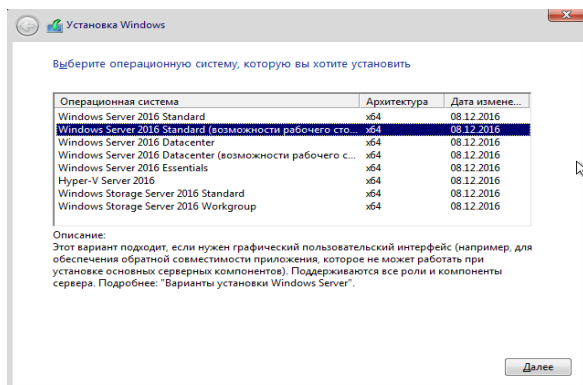 Установка Windows
Выберите операционную систему, которую вы хотите установить
Операционная система Архитектура Дата измене...
Windows Server 2016 Standard x64 08.12.2016
Windows Server 2016 Standard (возможности рабочего сто... x64 08.12.2016
Windows Server 2016 Datacenter x64 08.12.2016
Windows Server 2016 Datacenter (возможности рабочего с... x64 08.12.2016
Windows Server 2016 Essentials x64 08.12.2016
Hyper-V Server 2016 x64 08.12.2016
Windows Storage Server 2016 Standard x64 08.12.2016
Windows Storage Server 2016 Workgroup x64 08.12.2016
Описание:
Этот вариант подходит, если нужен графический пользовательский интерфейс (например, для
обеспечения обратной совместимости приложения, которое не может работать при
установке основных серверных компонентов). Поддерживаются все роли и компоненты
сервера. Подробнее: "Варианты установки Windows Server".
Далее